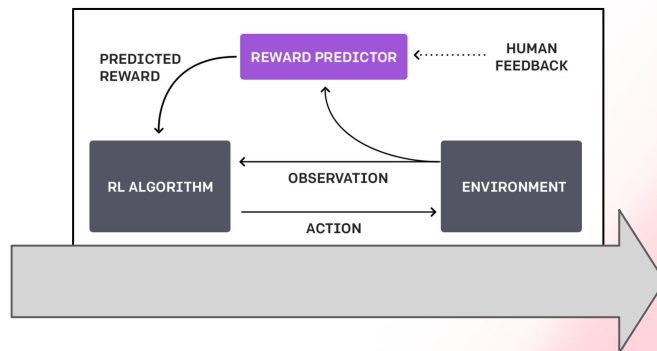 PREDICTED
REWARD
REWARD PREDICTOR
HUMAN
FEEDBACK
RL ALGORITHM
OBSERVATION
ENVIRONMENT
ACTION